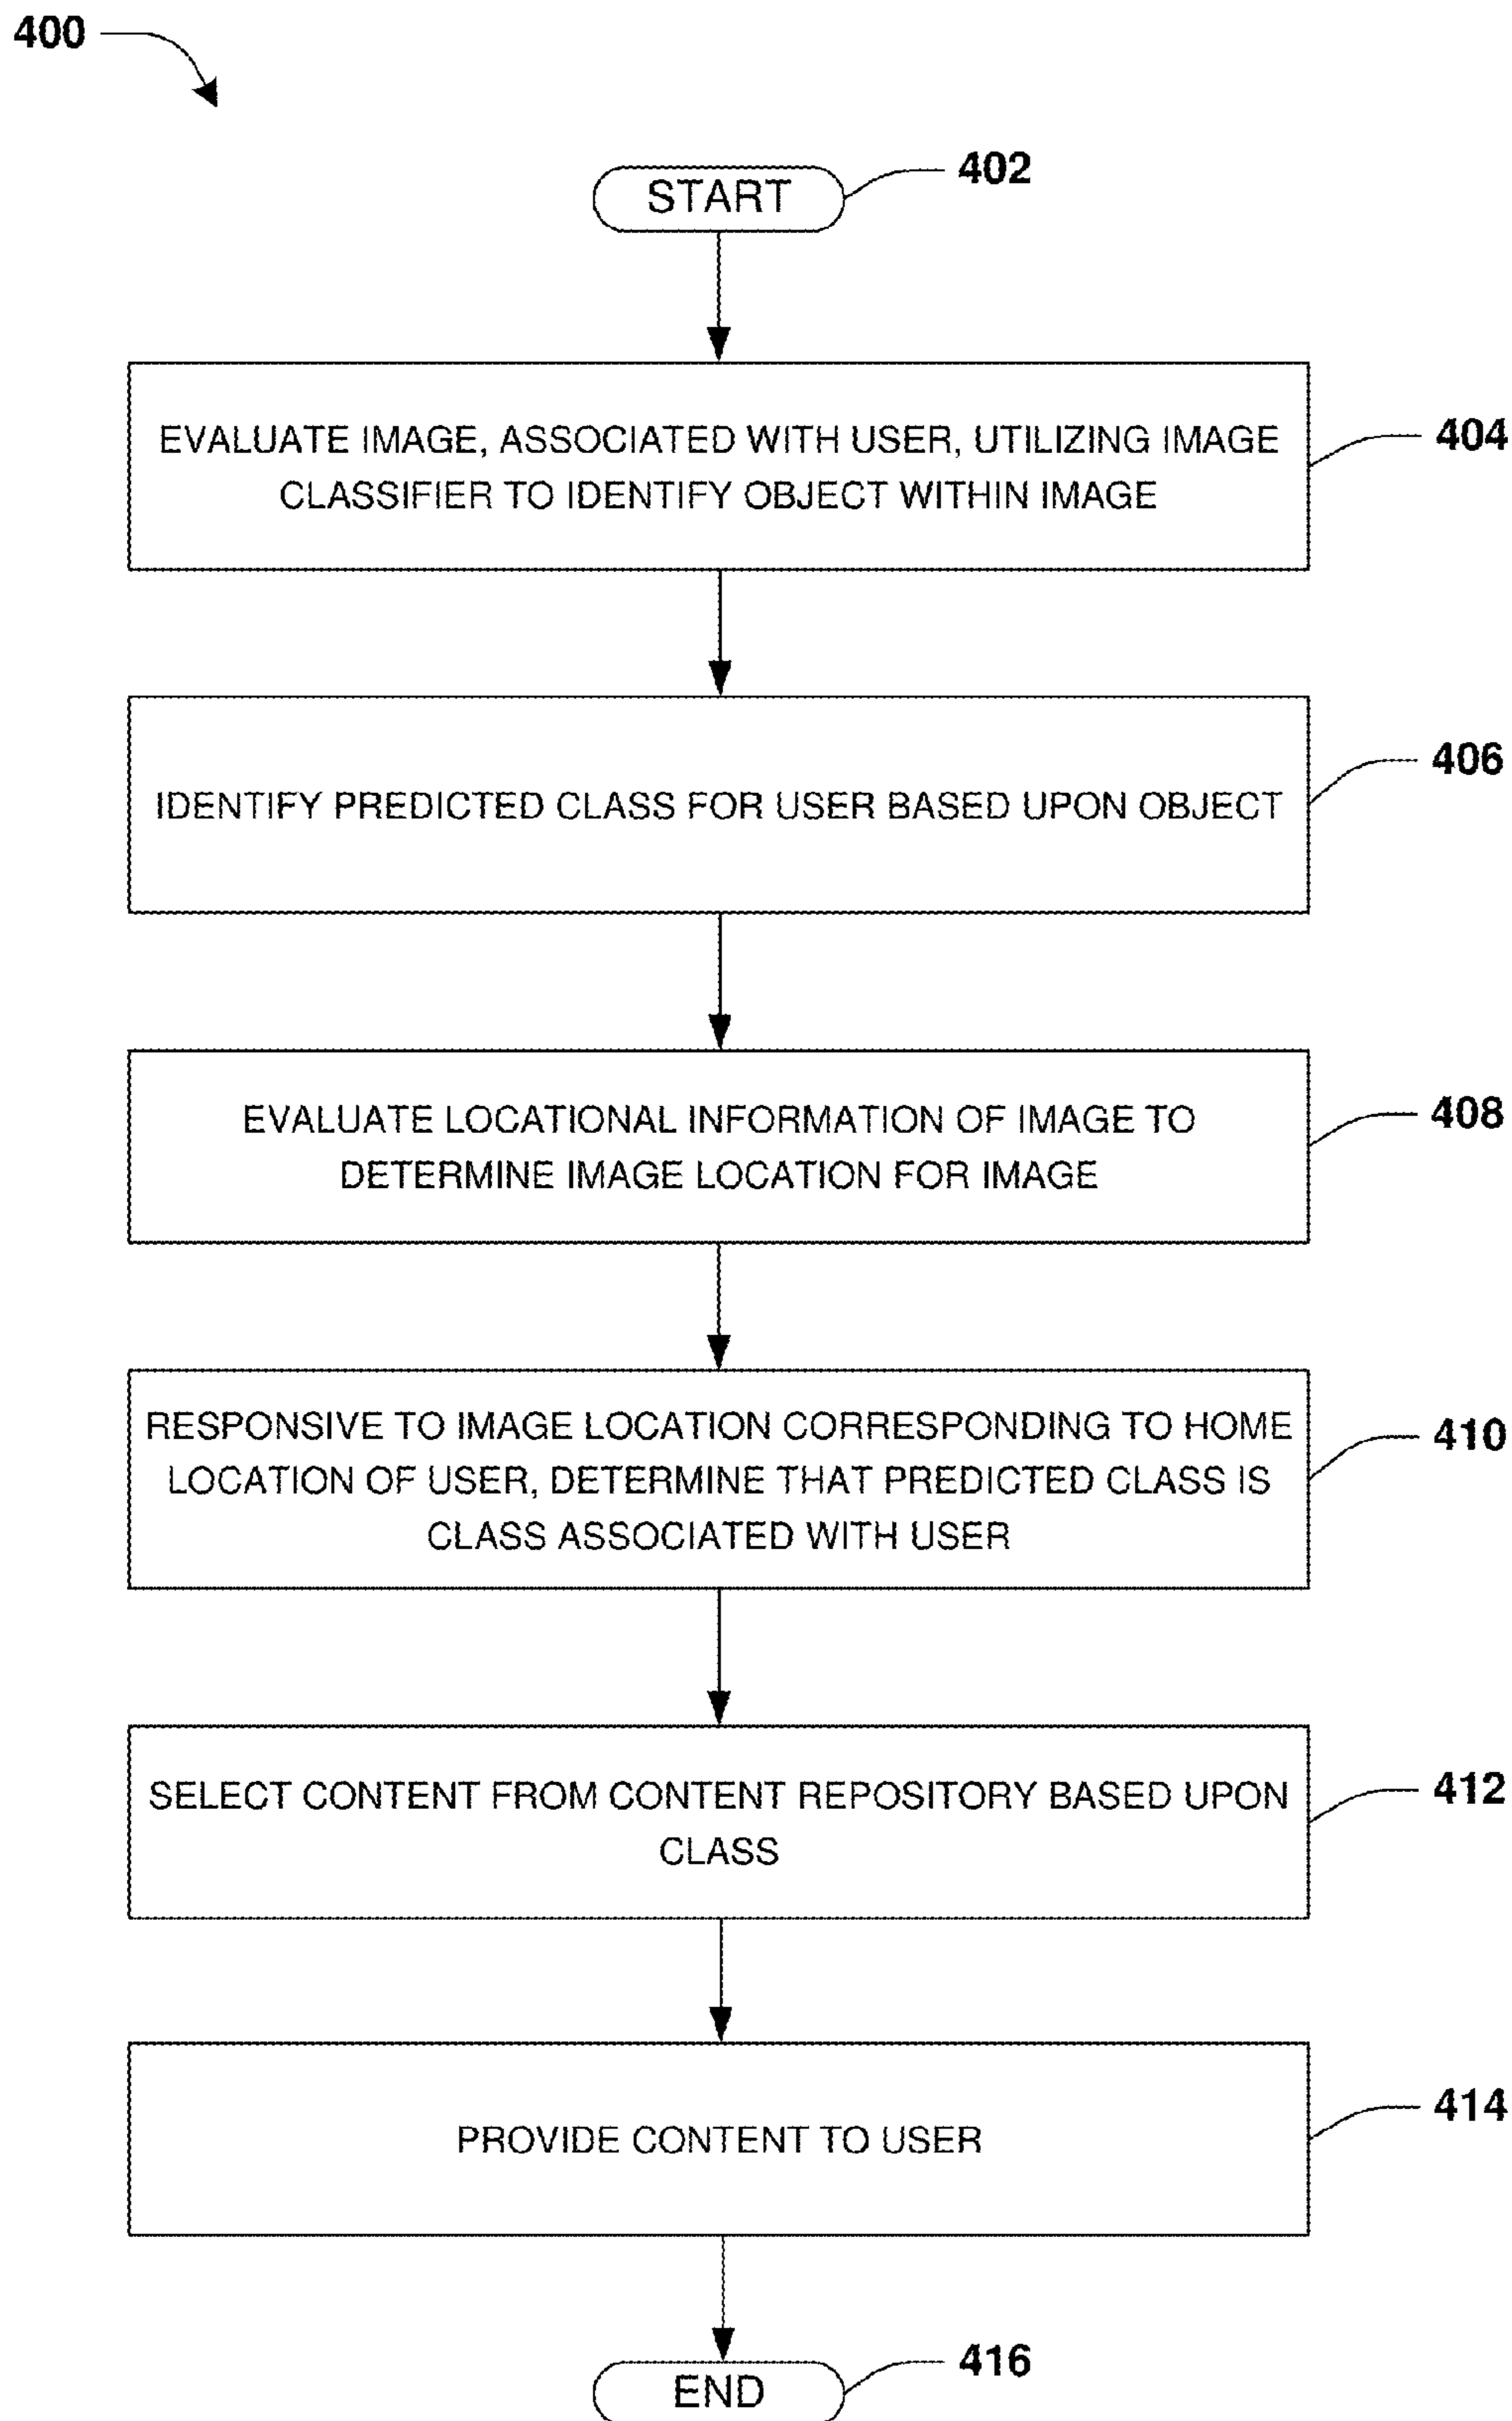 400
START
402
EVALUATE IMAGE, ASSOCIATED WITH USER, UTILIZING IMAGE
CLASSIFIER TO IDENTIFY OBJECT WITHIN IMAGE
404
IDENTIFY PREDICTED CLASS FOR USER BASED UPON OBJECT
406
EVALUATE LOCATIONAL INFORMATION OF IMAGE TO
DETERMINE IMAGE LOCATION FOR IMAGE
408
RESPONSIVE TO IMAGE LOCATION CORRESPONDING TO HOME
LOCATION OF USER, DETERMINE THAT PREDICTED CLASS IS
CLASS ASSOCIATED WITH USER
410
SELECT CONTENT FROM CONTENT REPOSITORY BASED UPON
CLASS
412
PROVIDE CONTENT TO USER
414
END
416